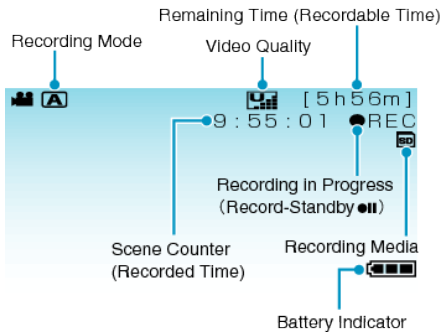 Remaining Time (Recordable Time)
Recording Mode
Video Quality
A
[5h56m]
9:55:01 ●REC
SD
Recording in Progress
(Record-Standby ●II)
Scene Counter
(Recorded Time)
Recording Media
Battery Indicator